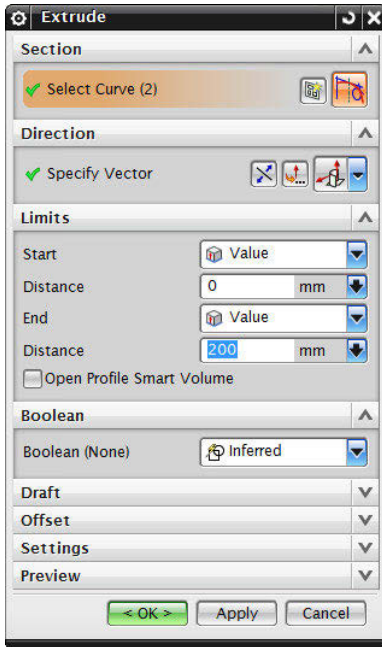 Extrude
Section
Select Curve (2)
Direction
Specify Vector
Limits
Start Value
Distance 0 mm
End Value
Distance 200 mm
Open Profile Smart Volume
Boolean
Boolean (None) Inferred
Draft
Offset
Settings
Preview
< OK > Apply Cancel